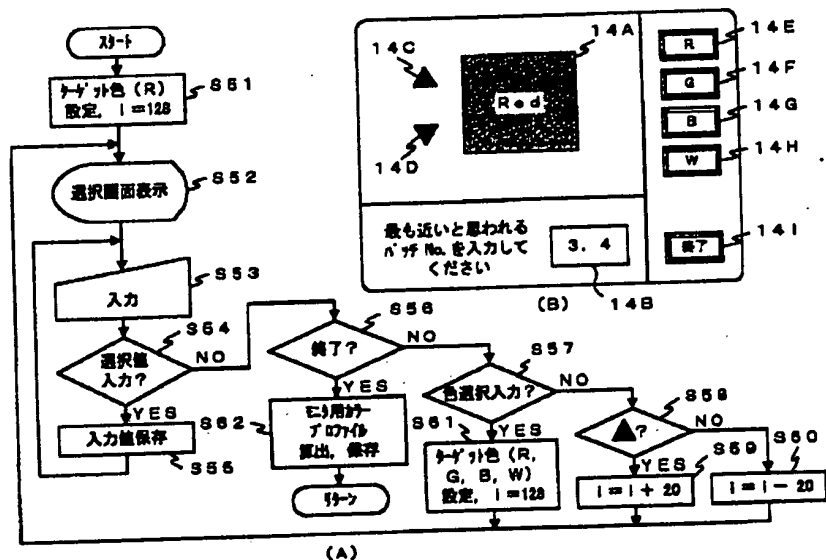 スタート
ターゲット色 (R)
設定, i=128
S51
選択画面表示
S52
S53
入力
S54
選択値
入力?
NO
YES
入力値保存
S55
S56
終了?
NO
YES
S62
モニタ用カラー
プロファイル
算出, 保存
リターン
S57
色選択入力?
NO
YES
S61
ターゲット色 (R,
G, B, W)
設定, i=128
S58
▲?
NO
YES
S59
i=i+20
S60
i=i-20
(A)
14C
14D
14A
Red
最も近いと思われる
パッチ No. を入力して
ください
3. 4
14B
(B)
R
14E
G
14F
B
14G
W
14H
終了
14I